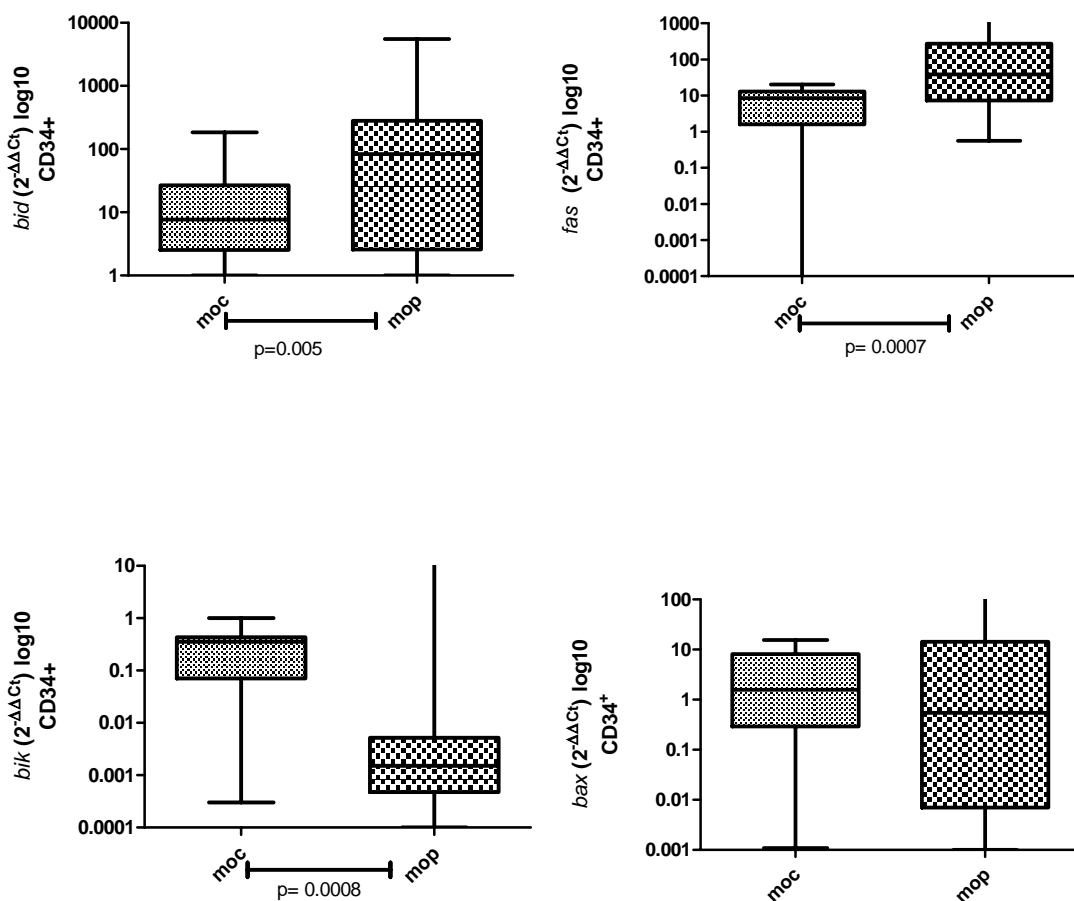 bid (2^-ΔΔCt) log10
CD34+
10000
1000
100
10
1
moc
mop
p=0.005
fas (2^-ΔΔCt) log10
CD34+
1000
100
10
1
0.1
0.01
0.001
0.0001
moc
mop
p= 0.0007
bik (2^-ΔΔCt) log10
CD34+
10
1
0.1
0.01
0.001
0.0001
moc
mop
p= 0.0008
bax (2^-ΔΔCt) log10
CD34⁺
100
10
1
0.1
0.01
0.001
moc
mop